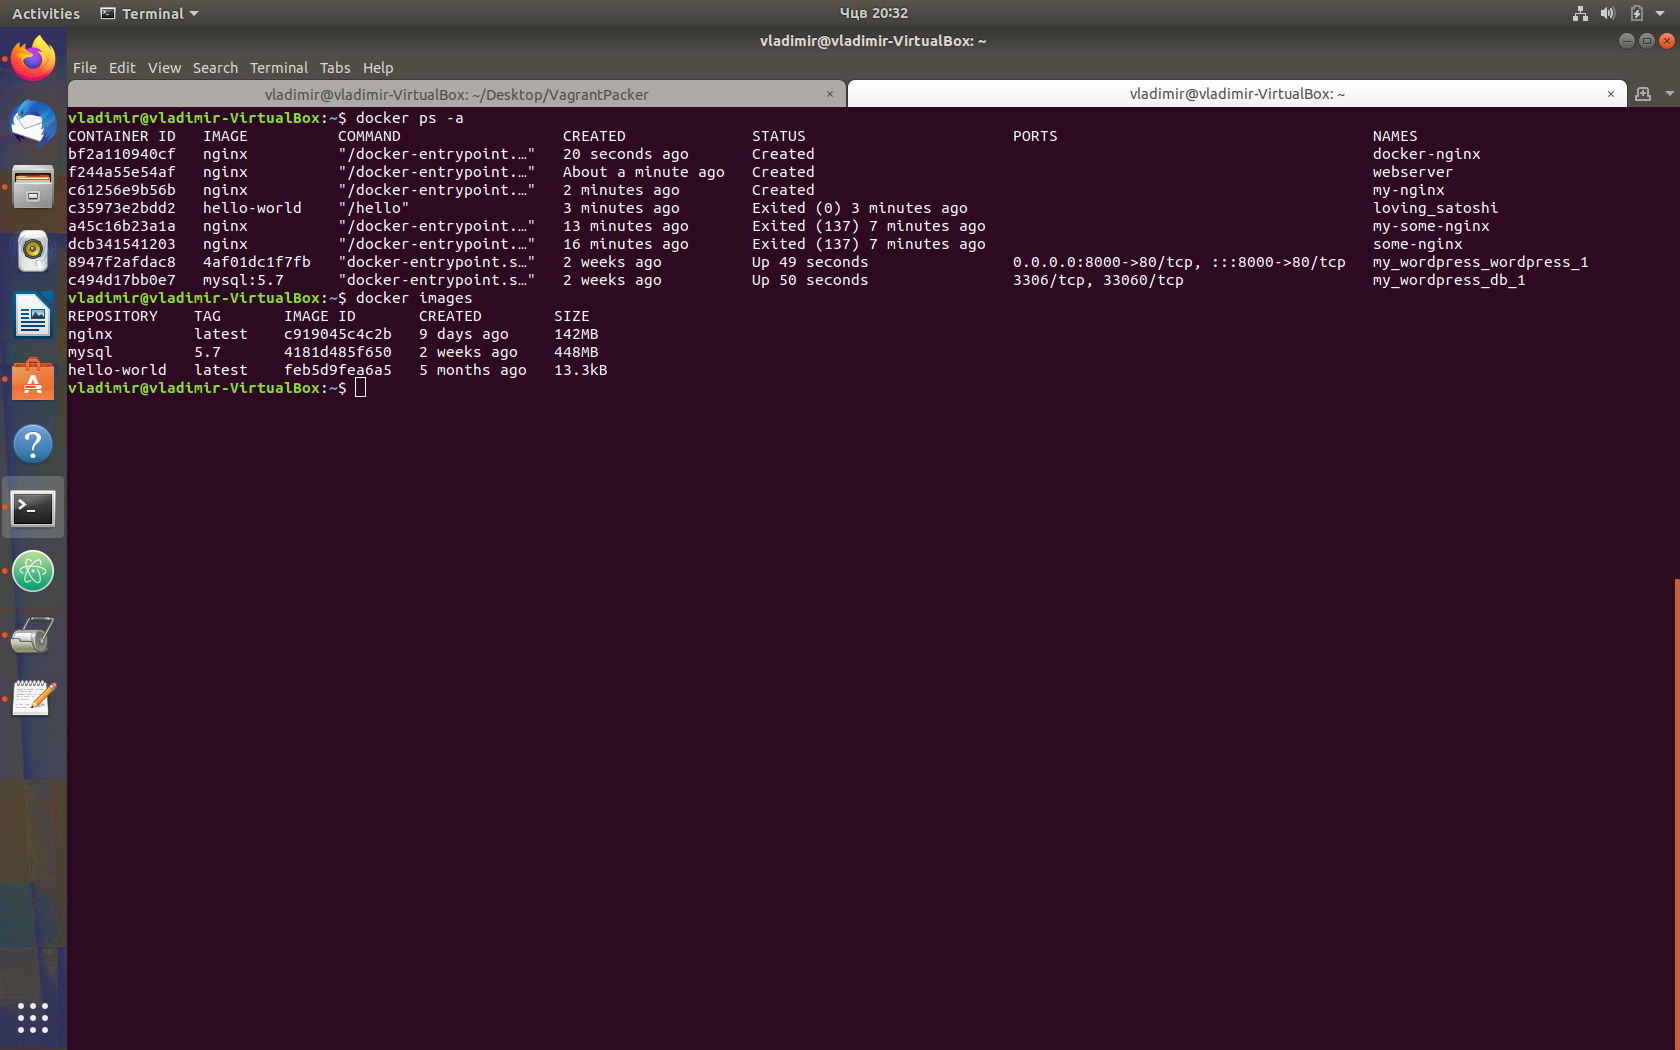 Activities Terminal Чцв 20:32
vladimir@vladimir-VirtualBox: ~
File Edit View Search Terminal Tabs Help
vladimir@vladimir-VirtualBox: ~/Desktop/VagrantPacker × vladimir@vladimir-VirtualBox: ~ ×
vladimir@vladimir-VirtualBox:~$ docker ps -a
CONTAINER ID IMAGE COMMAND CREATED STATUS PORTS NAMES
bf2a110940cf nginx "/docker-entrypoint.…" 20 seconds ago Created docker-nginx
f244a55e54af nginx "/docker-entrypoint.…" About a minute ago Created webserver
c61256e9b56b nginx "/docker-entrypoint.…" 2 minutes ago Created my-nginx
c35973e2bdd2 hello-world "/hello" 3 minutes ago Exited (0) 3 minutes ago loving_satoshi
a45c16b23a1a nginx "/docker-entrypoint.…" 13 minutes ago Exited (137) 7 minutes ago my-some-nginx
dcb341541203 nginx "/docker-entrypoint.…" 16 minutes ago Exited (137) 7 minutes ago some-nginx
8947f2afdac8 4af01dc1f7fb "docker-entrypoint.s…" 2 weeks ago Up 49 seconds 0.0.0.0:8000->80/tcp, :::8000->80/tcp my_wordpress_wordpress_1
c494d17bb0e7 mysql:5.7 "docker-entrypoint.s…" 2 weeks ago Up 50 seconds 3306/tcp, 33060/tcp my_wordpress_db_1
vladimir@vladimir-VirtualBox:~$ docker images
REPOSITORY TAG IMAGE ID CREATED SIZE
nginx latest c919045c4c2b 9 days ago 142MB
mysql 5.7 4181d485f650 2 weeks ago 448MB
hello-world latest feb5d9fea6a5 5 months ago 13.3kB
vladimir@vladimir-VirtualBox:~$